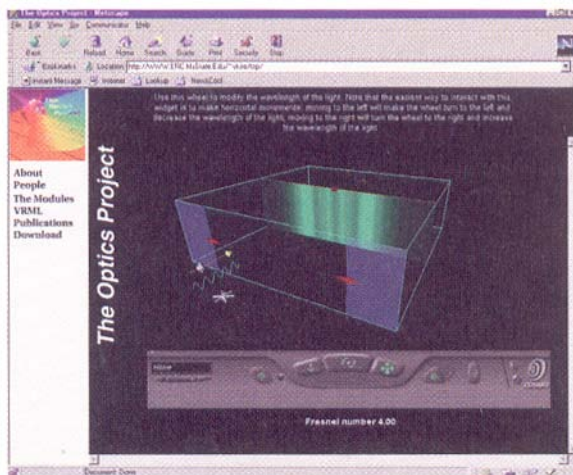 The Optics Project - Netscape
File Edit View Go Communicator Help
Back Reload Home Search Guide Print Security Stop
Bookmarks Location:
Instant Message Internet Lookup NewsCool
Use this wheel to modify the wavelength of the light. Note that the easiest way to interact with this
widget is to make horizontal movements: moving to the left will make the wheel turn to the left and
decrease the wavelength of the light, moving to the right will turn the wheel to the right and increase
the wavelength of the light
About
People
The Modules
VRML
Publications
Download
The Optics Project
Fresnel number 4.00
Document: Done